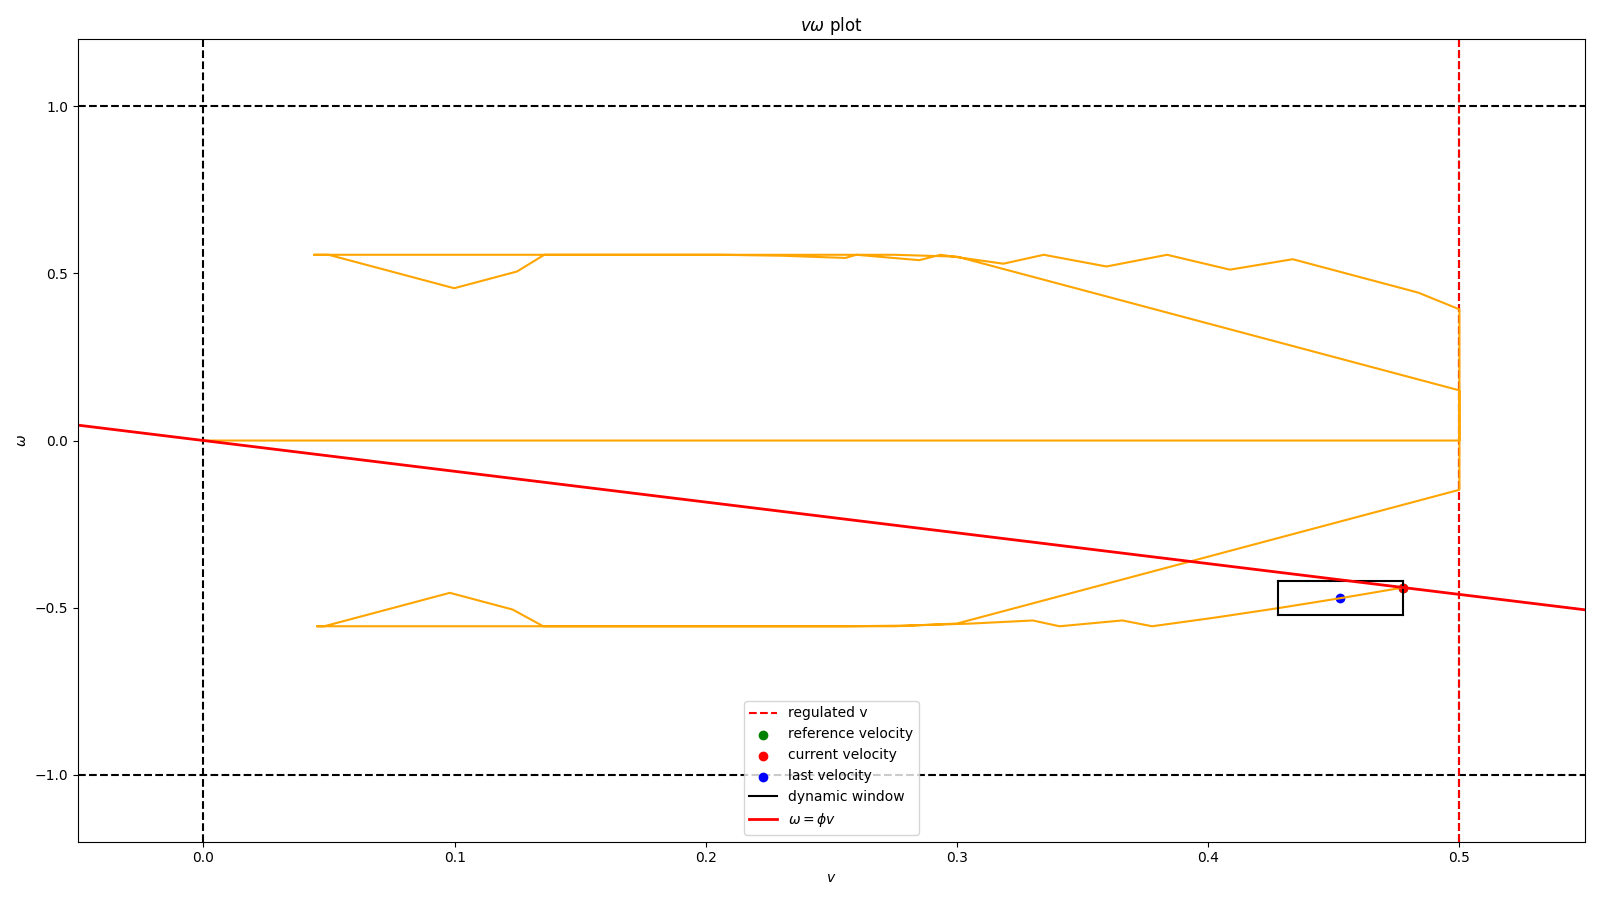 vω plot
1.0
0.5
0.0
−0.5
−1.0
ω
0.0 0.1 0.2 0.3 0.4 0.5
v
regulated v
reference velocity
current velocity
last velocity
dynamic window
ω = ϕv